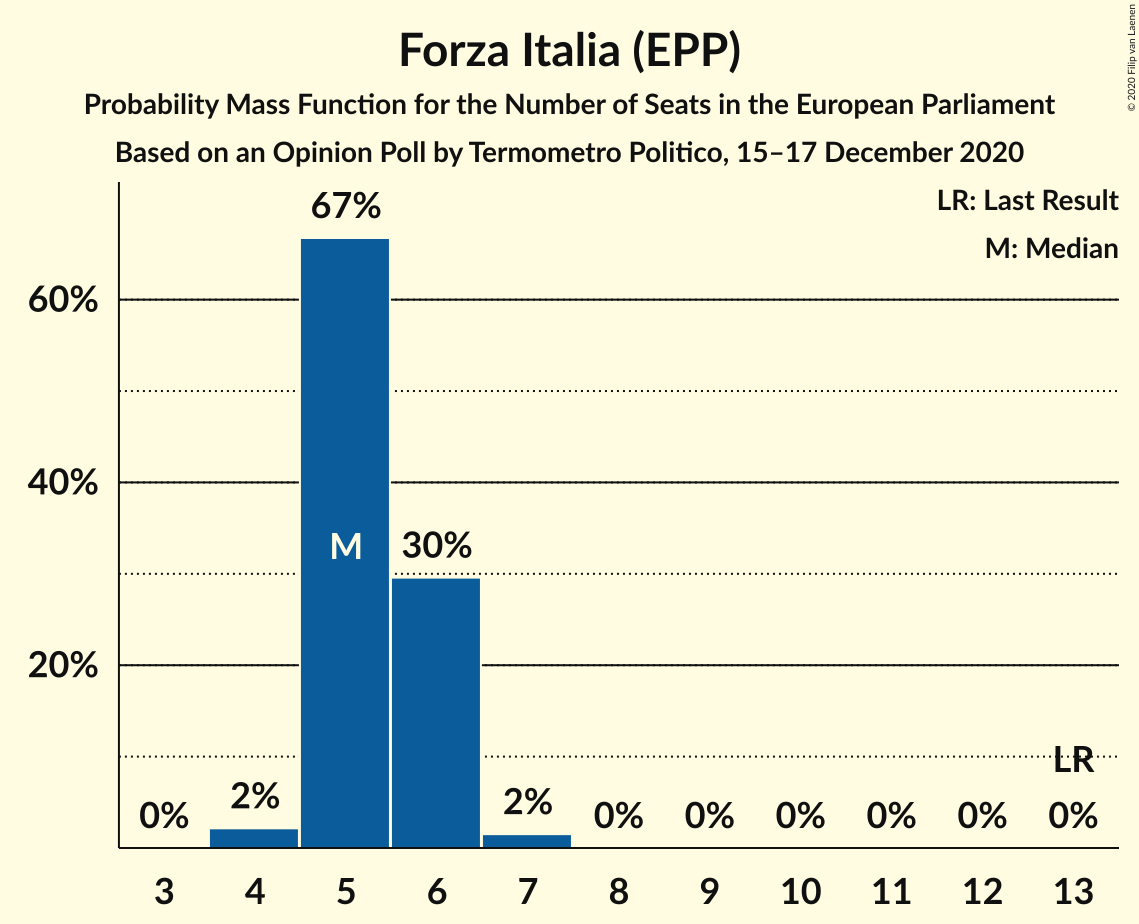 Forza Italia (EPP)
Probability Mass Function for the Number of Seats in the European Parliament
Based on an Opinion Poll by Termometro Politico, 15–17 December 2020
© 2020 Filip van Laenen
LR: Last Result
M: Median
67%
60%
40%
M
30%
20%
LR
0%
2%
2%
0%
0%
0%
0%
0%
0%
3 4 5 6 7 8 9 10 11 12 13